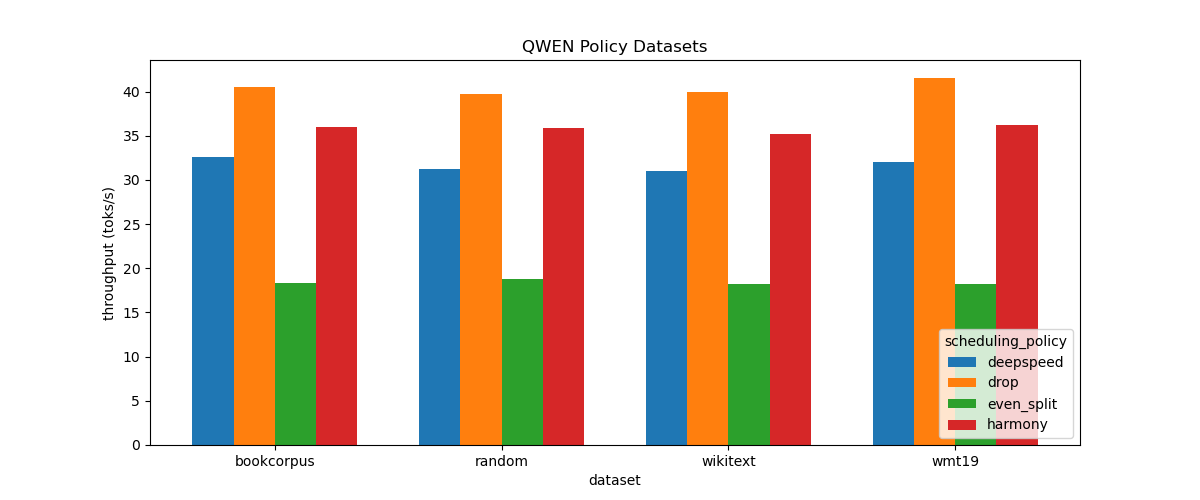 QWEN Policy Datasets
throughput (toks/s)
40
35
30
25
20
15
10
5
0
bookcorpus
random
wikitext
wmt19
dataset
scheduling_policy
deepspeed
drop
even_split
harmony